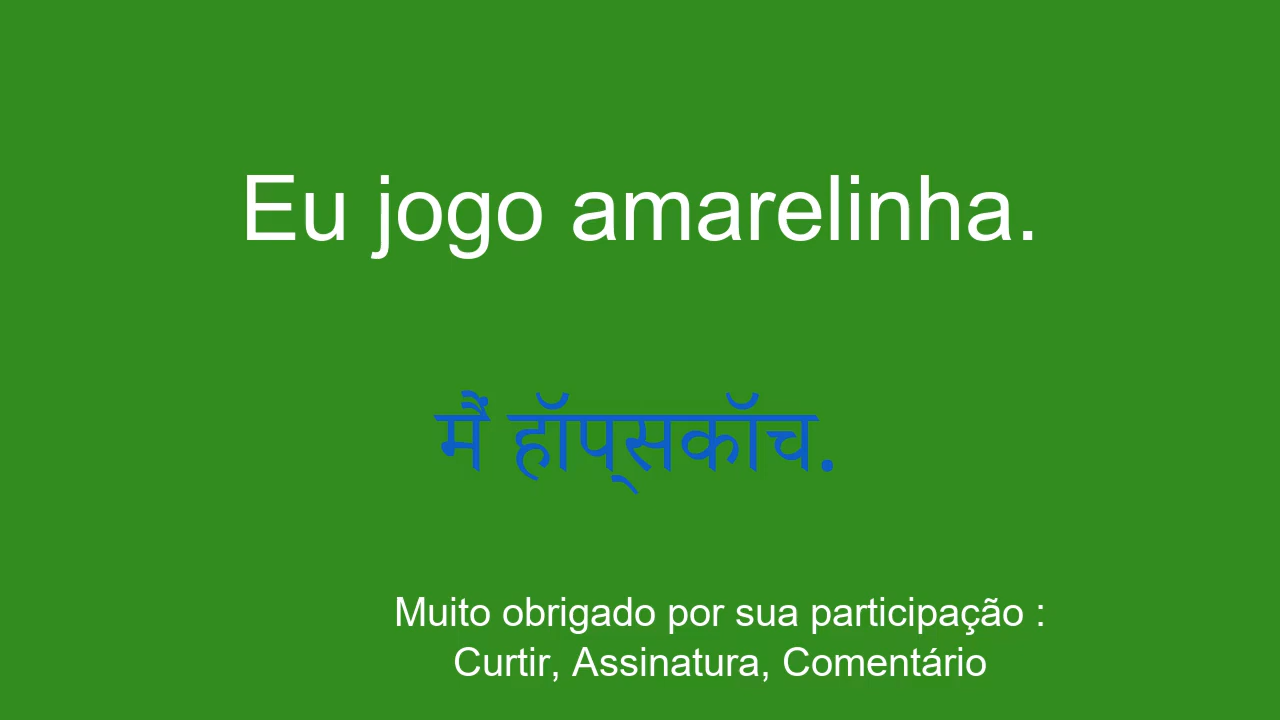 Eu jogo amarelinha.
मैं हॉप्सकॉच.
Muito obrigado por sua participação :
Curtir, Assinatura, Comentário